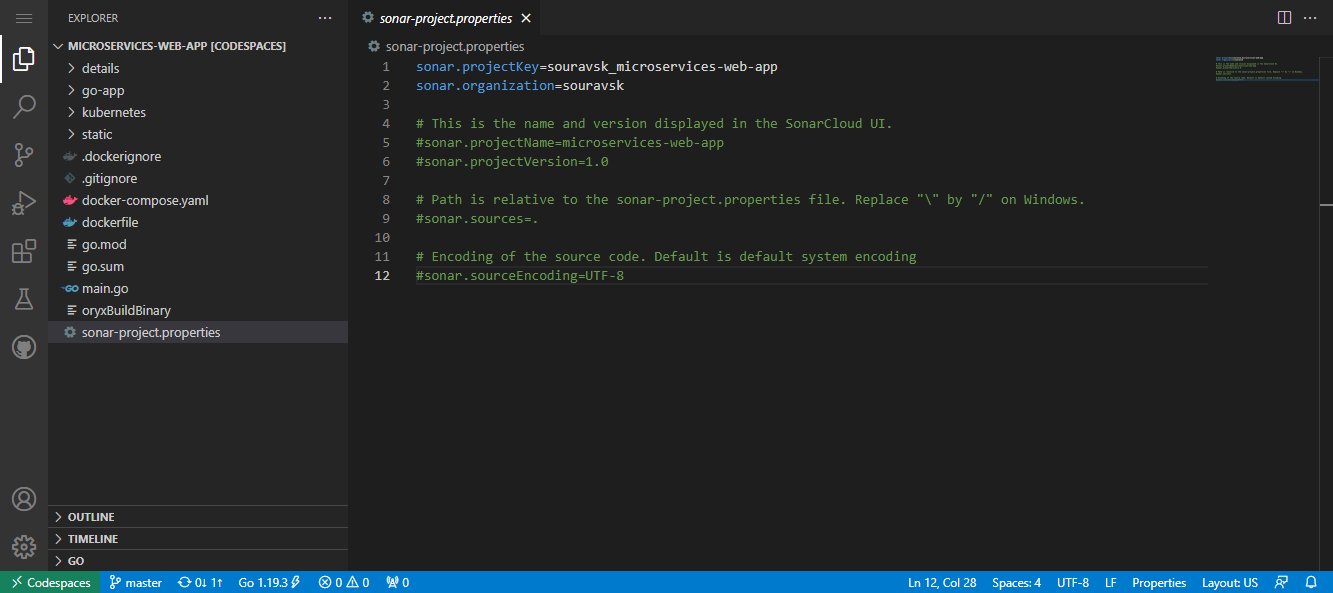 EXPLORER
MICROSERVICES-WEB-APP [CODESPACES]
details
go-app
kubernetes
static
.dockerignore
.gitignore
docker-compose.yaml
dockerfile
go.mod
go.sum
main.go
oryxBuildBinary
sonar-project.properties
OUTLINE
TIMELINE
GO
sonar-project.properties
sonar-project.properties
1 sonar.projectKey=souravsk_microservices-web-app
2 sonar.organization=souravsk
3
4 # This is the name and version displayed in the SonarCloud UI.
5 #sonar.projectName=microservices-web-app
6 #sonar.projectVersion=1.0
7
8 # Path is relative to the sonar-project.properties file. Replace "\" by "/" on Windows.
9 #sonar.sources=.
10
11 # Encoding of the source code. Default is default system encoding
12 #sonar.sourceEncoding=UTF-8
Codespaces master 0↓ 1↑ Go 1.19.3 0 0 0 Ln 12, Col 28 Spaces: 4 UTF-8 LF Properties Layout: US